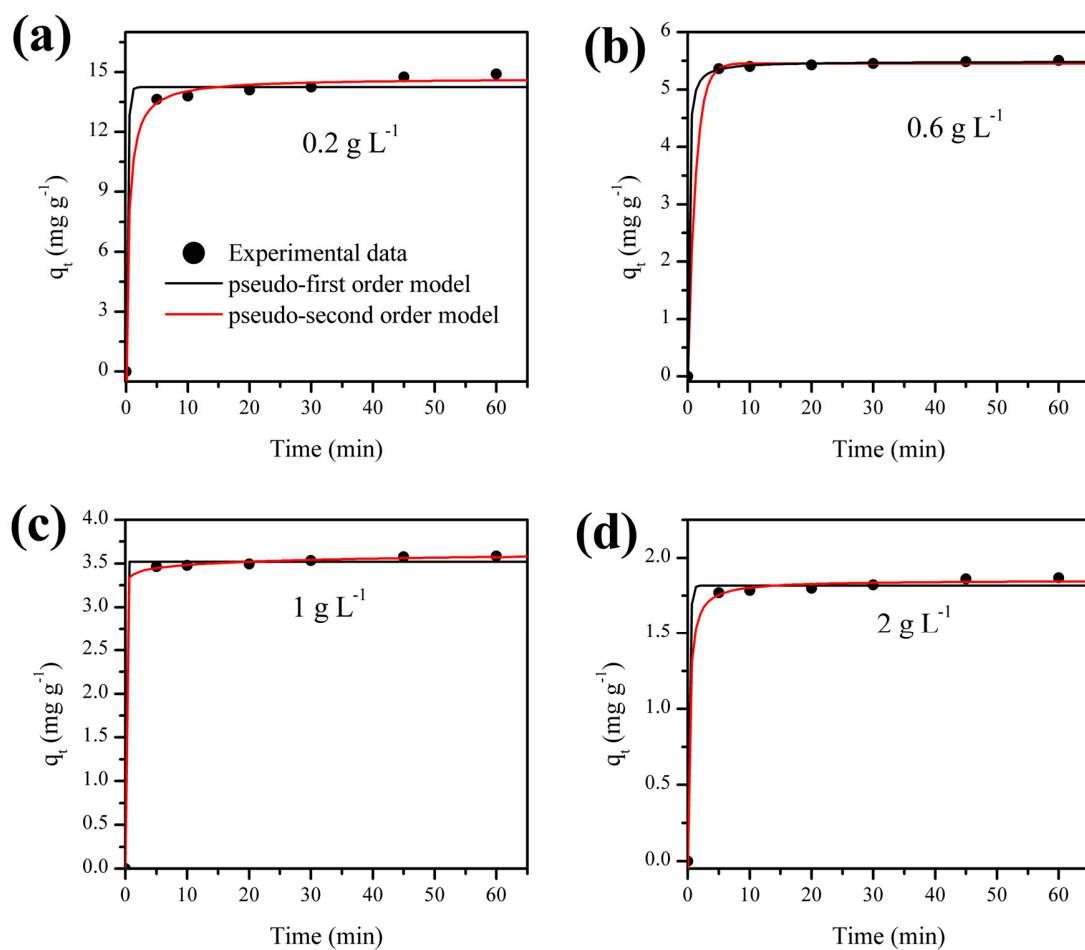 (a)
15
12
9
6
3
0
q_t (mg g^-1)
0.2 g L^-1
Experimental data
pseudo-first order model
pseudo-second order model
0 10 20 30 40 50 60
Time (min)
(b)
6
5
4
3
2
1
0
q_t (mg g^-1)
0.6 g L^-1
0 10 20 30 40 50 60
Time (min)
(c)
4.0
3.5
3.0
2.5
2.0
1.5
1.0
0.5
0.0
q_t (mg g^-1)
1 g L^-1
0 10 20 30 40 50 60
Time (min)
(d)
2.0
1.5
1.0
0.5
0.0
q_t (mg g^-1)
2 g L^-1
0 10 20 30 40 50 60
Time (min)